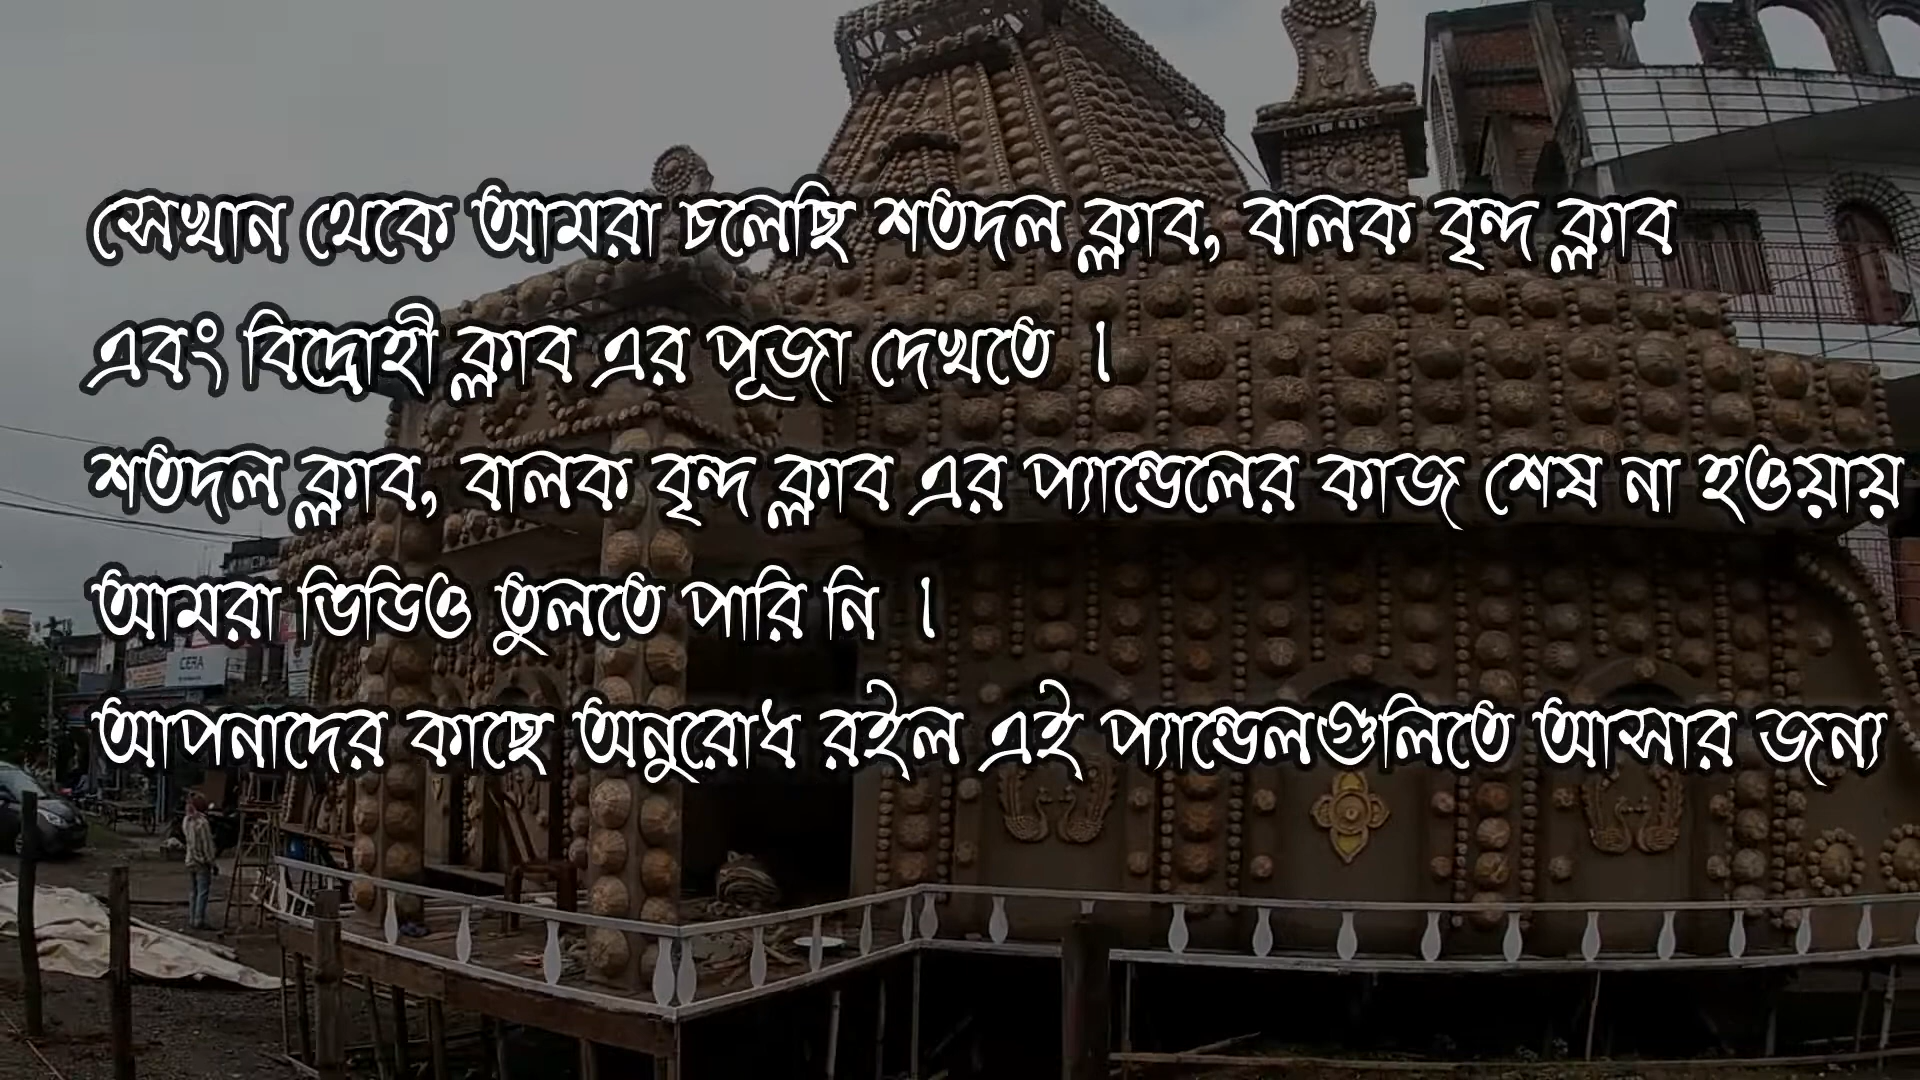 সেখান থেকে আমরা চলেছি শতদল ক্লাব, বালক বৃন্দ ক্লাব
এবং বিদ্রোহী ক্লাব এর পূজা দেখতে ।
শতদল ক্লাব, বালক বৃন্দ ক্লাব এর প্যান্ডেলের কাজ শেষ না হওয়ায়
আমরা ভিডিও তুলতে পারি নি ।
CERA
আপনাদের কাছে অনুরোধ রইল এই প্যান্ডেলগুলিতে আসার জন্য